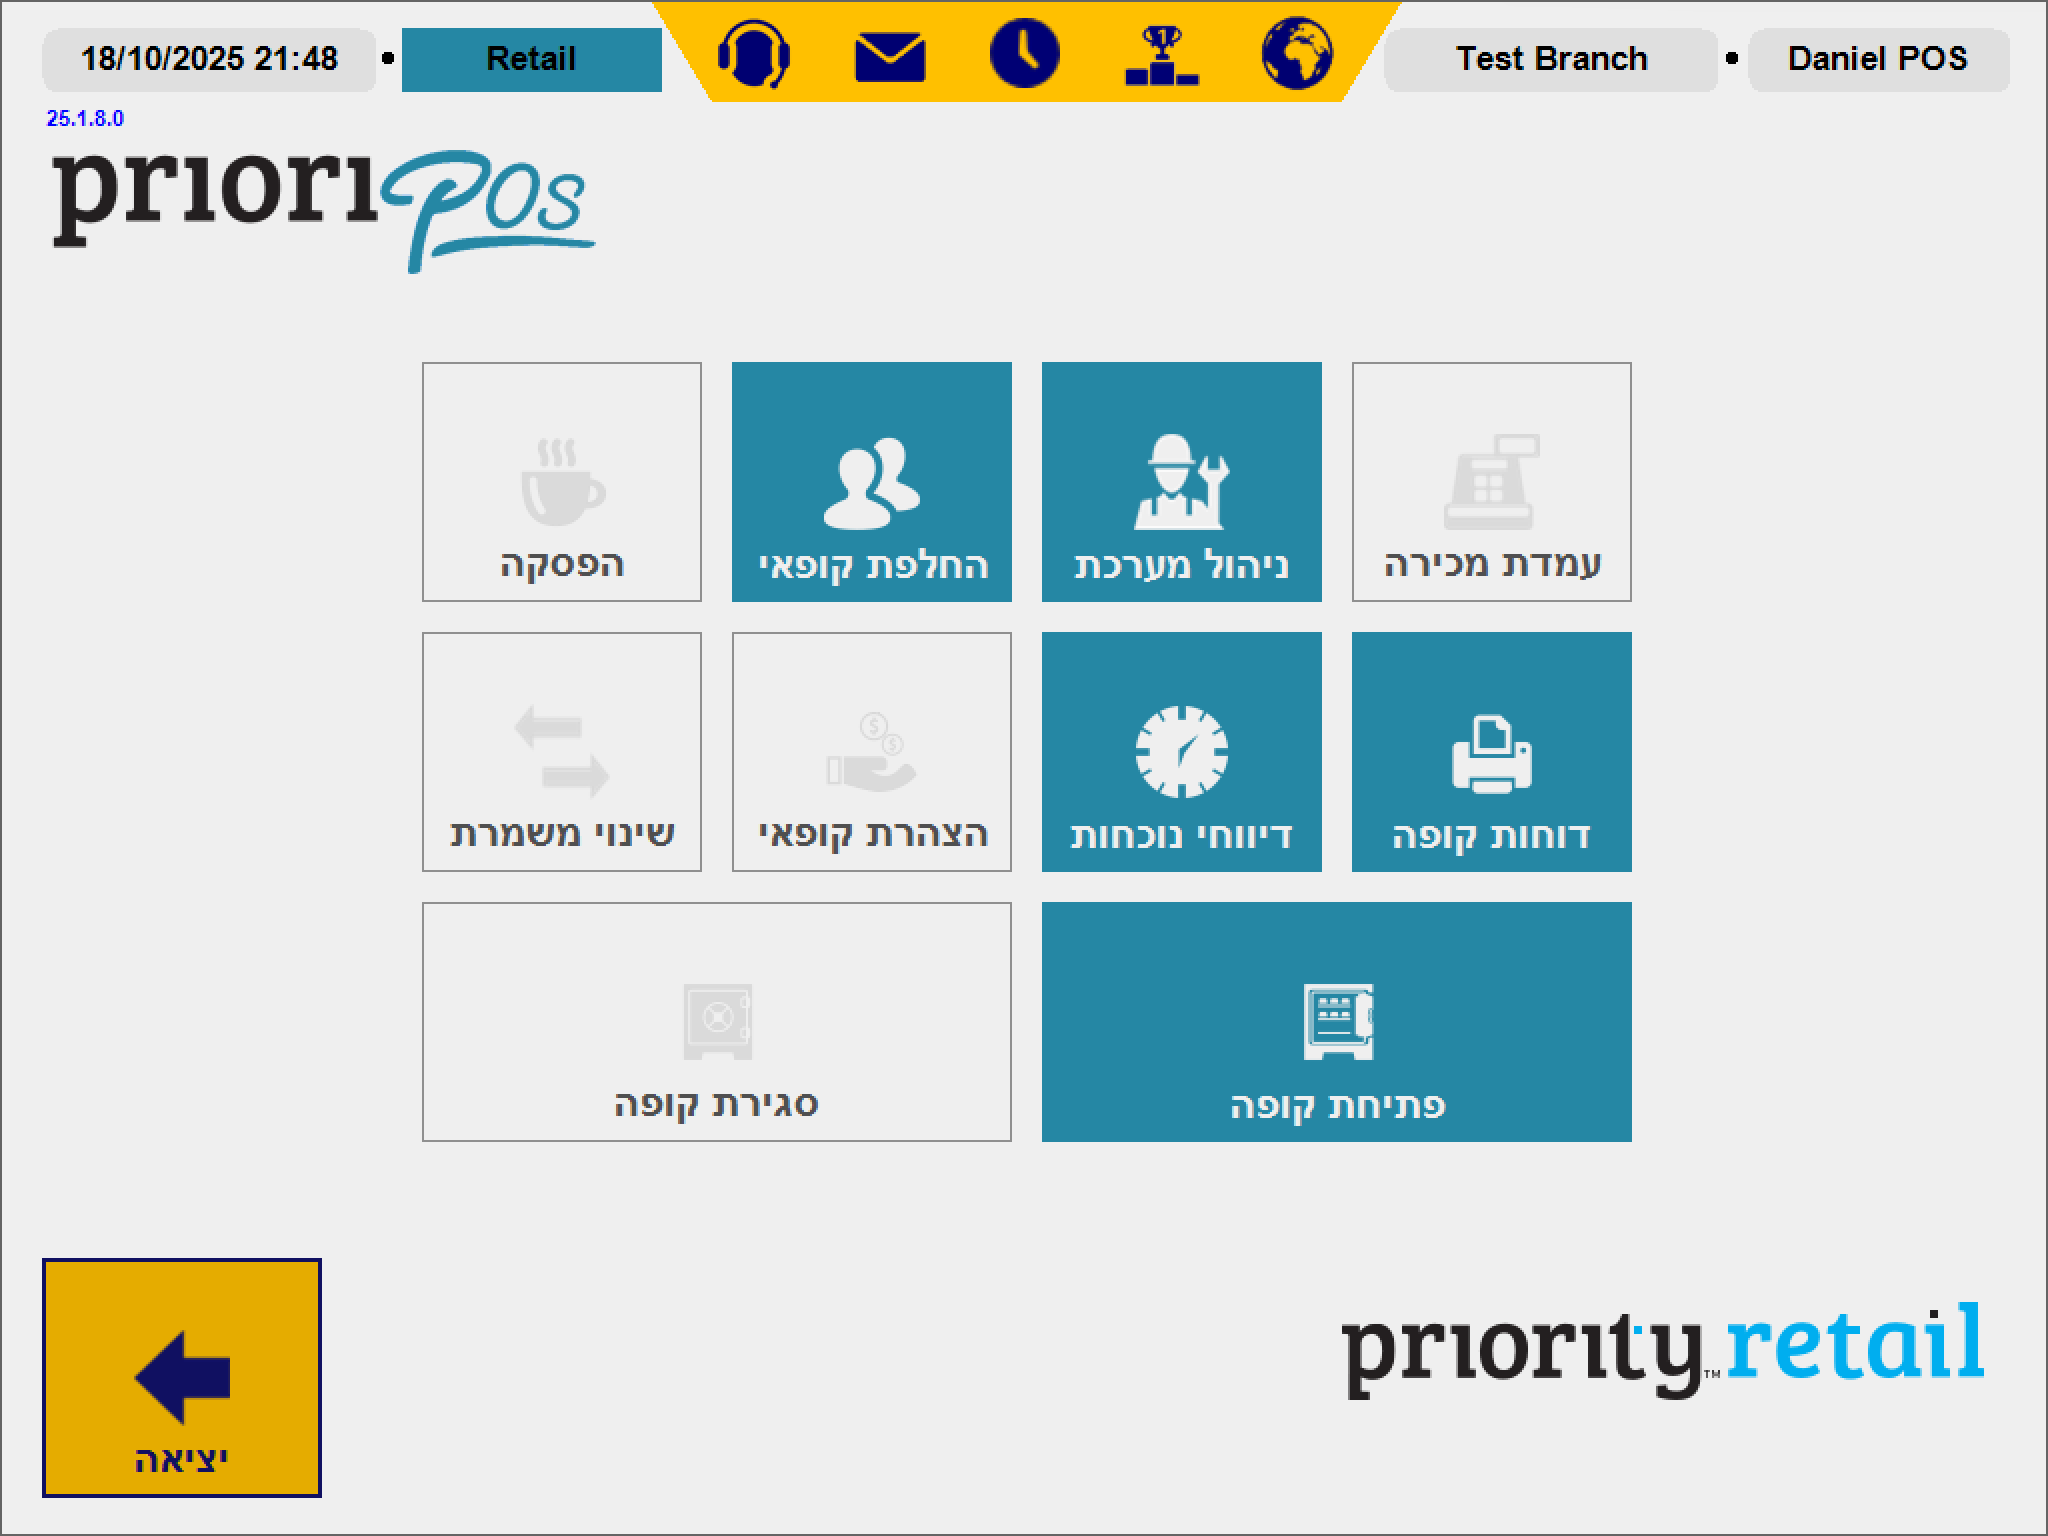 18/10/2025 21:48 • Retail
Test Branch • Daniel POS
25.1.8.0
prioriPOS
עמדת מכירה
ניהול מערכת
החלפת קופאי
הפסקה
דוחות קופה
דיווחי נוכחות
הצהרת קופאי
שינוי משמרת
פתיחת קופה
סגירת קופה
יציאה
priority™ retail